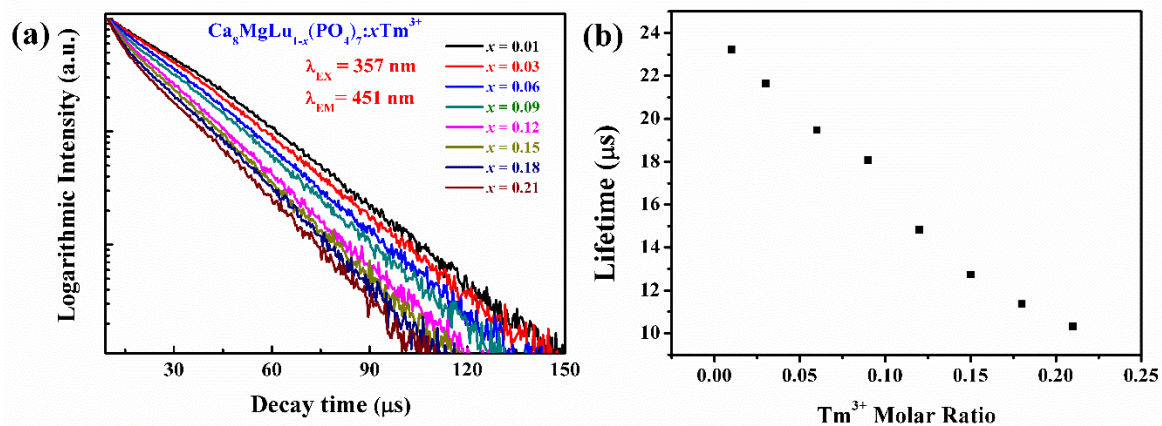 (a)
Logarithmic Intensity (a.u.)
Ca₈MgLu₁₋ₓ(PO₄)₇:xTm³⁺
λEX = 357 nm
λEM = 451 nm
x = 0.01
x = 0.03
x = 0.06
x = 0.09
x = 0.12
x = 0.15
x = 0.18
x = 0.21
30 60 90 120 150
Decay time (μs)
(b)
Lifetime (μs)
24
22
20
18
16
14
12
10
0.00 0.05 0.10 0.15 0.20 0.25
Tm³⁺ Molar Ratio